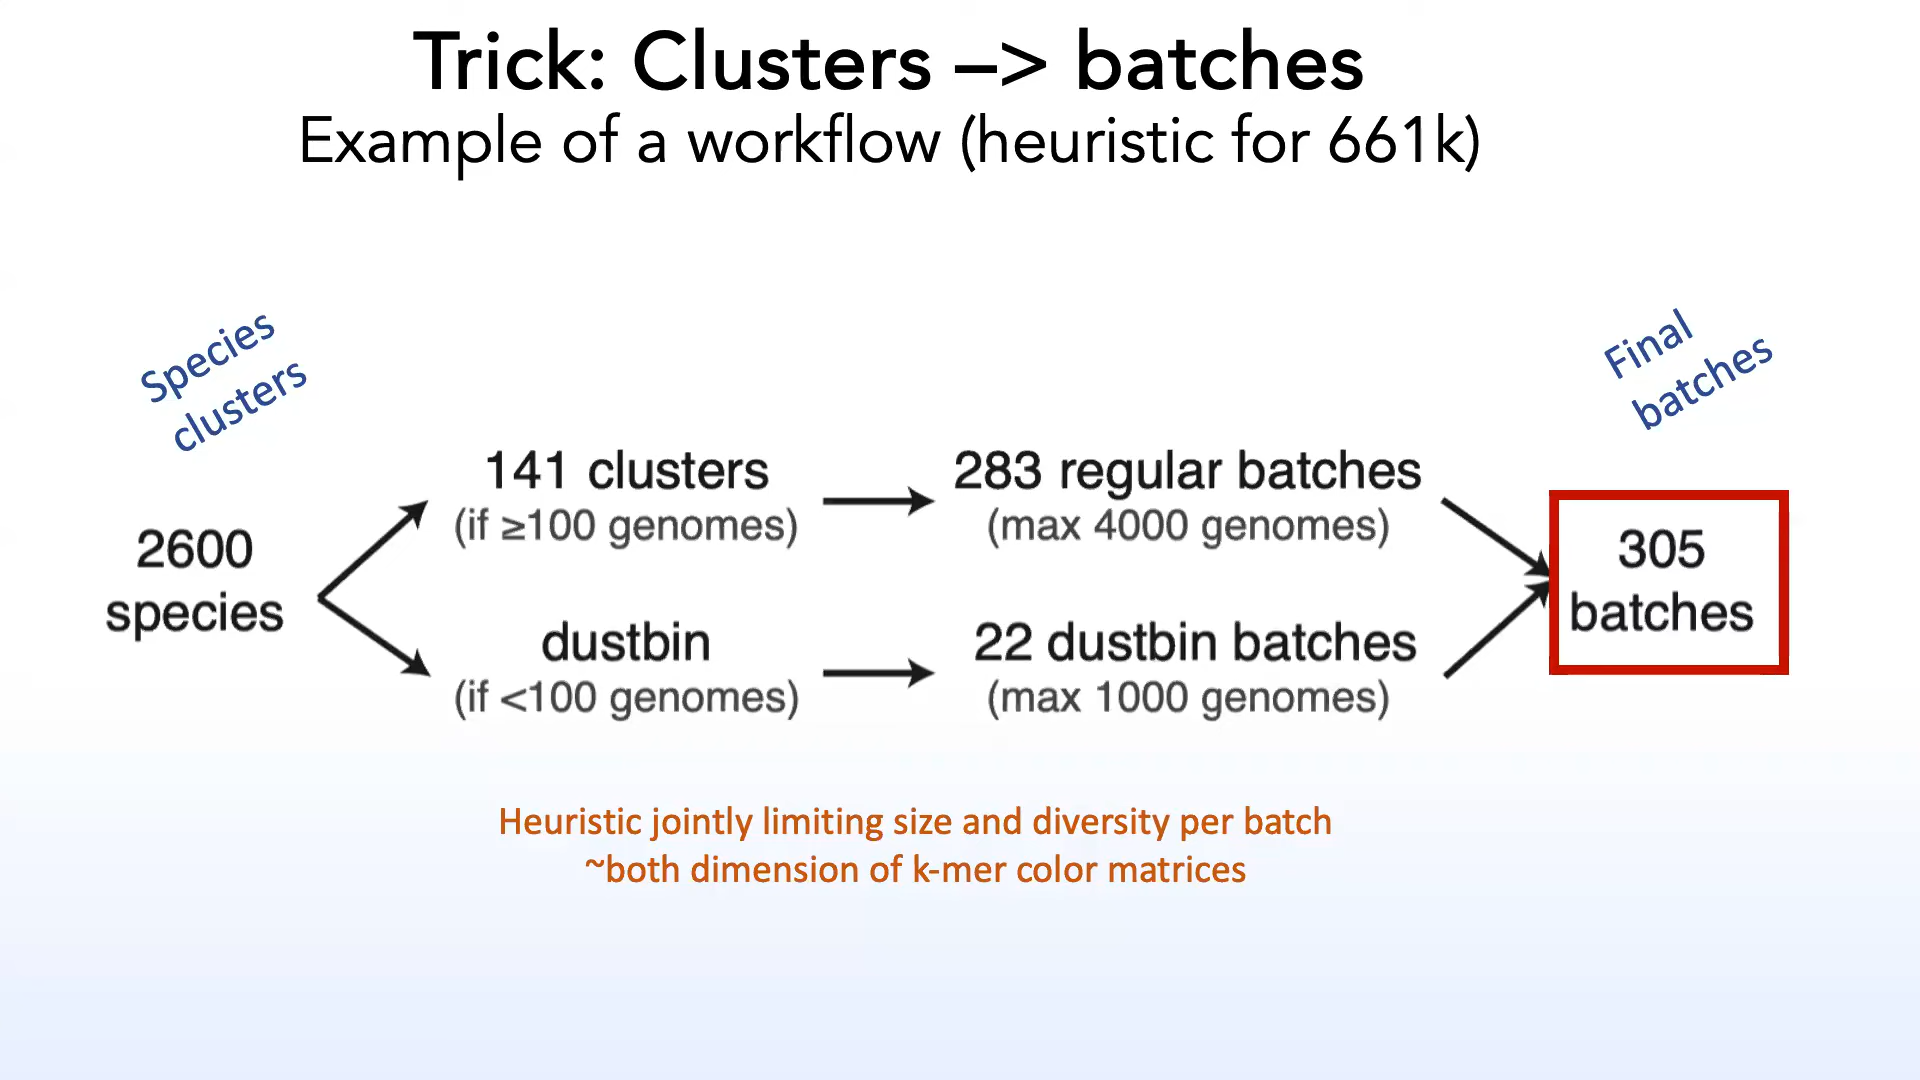 Trick: Clusters –> batches
Example of a workflow (heuristic for 661k)
Species
clusters
Final
batches
2600
species
141 clusters
(if ≥100 genomes)
283 regular batches
(max 4000 genomes)
dustbin
(if <100 genomes)
22 dustbin batches
(max 1000 genomes)
305
batches
Heuristic jointly limiting size and diversity per batch
~both dimension of k-mer color matrices